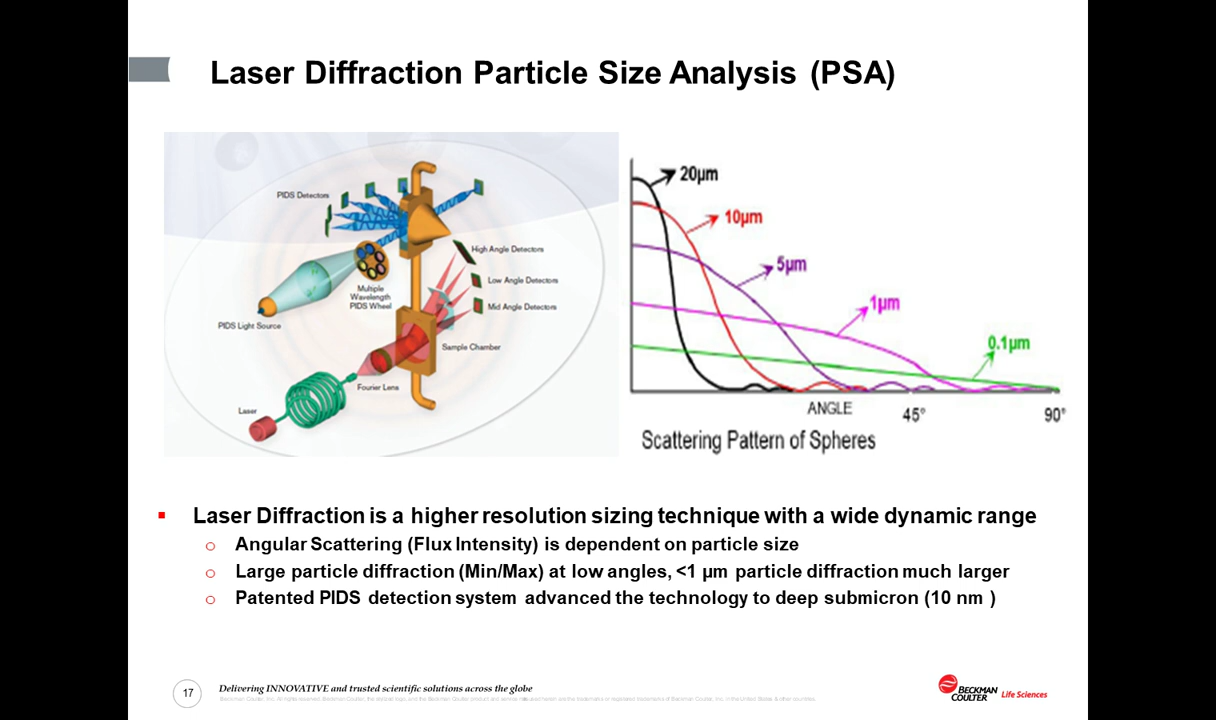 Laser Diffraction Particle Size Analysis (PSA)
PIDS Detectors
High Angle Detectors
Low Angle Detectors
Multiple
Wavelength
PIDS Wheel
Mid Angle Detectors
PIDS Light Source
Sample Chamber
Fourier Lens
Laser
20µm
10µm
5µm
1µm
0.1µm
ANGLE
45°
90°
Scattering Pattern of Spheres
▪ Laser Diffraction is a higher resolution sizing technique with a wide dynamic range
o Angular Scattering (Flux Intensity) is dependent on particle size
o Large particle diffraction (Min/Max) at low angles, <1 µm particle diffraction much larger
o Patented PIDS detection system advanced the technology to deep submicron (10 nm )
17
Delivering INNOVATIVE and trusted scientific solutions across the globe
BECKMAN
COULTER
Life Sciences